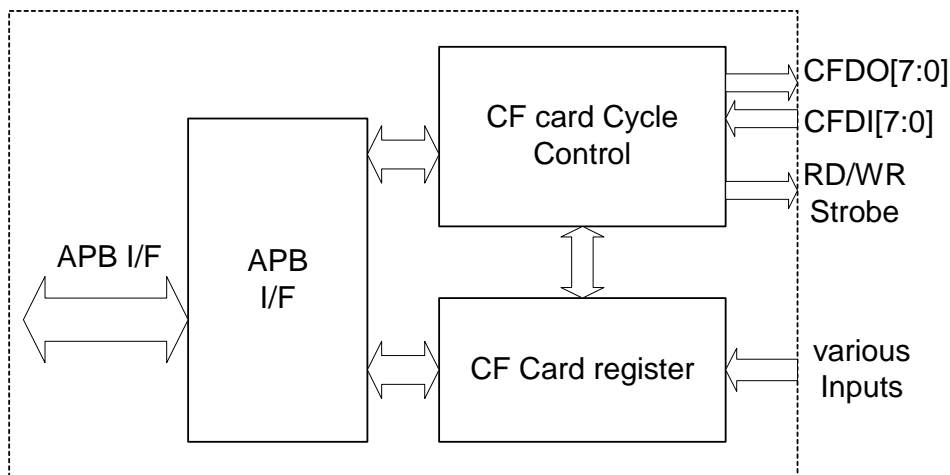 APB I/F
APB
I/F
CF card Cycle
Control
CF Card register
CFDO[7:0]
CFDI[7:0]
RD/WR
Strobe
various
Inputs